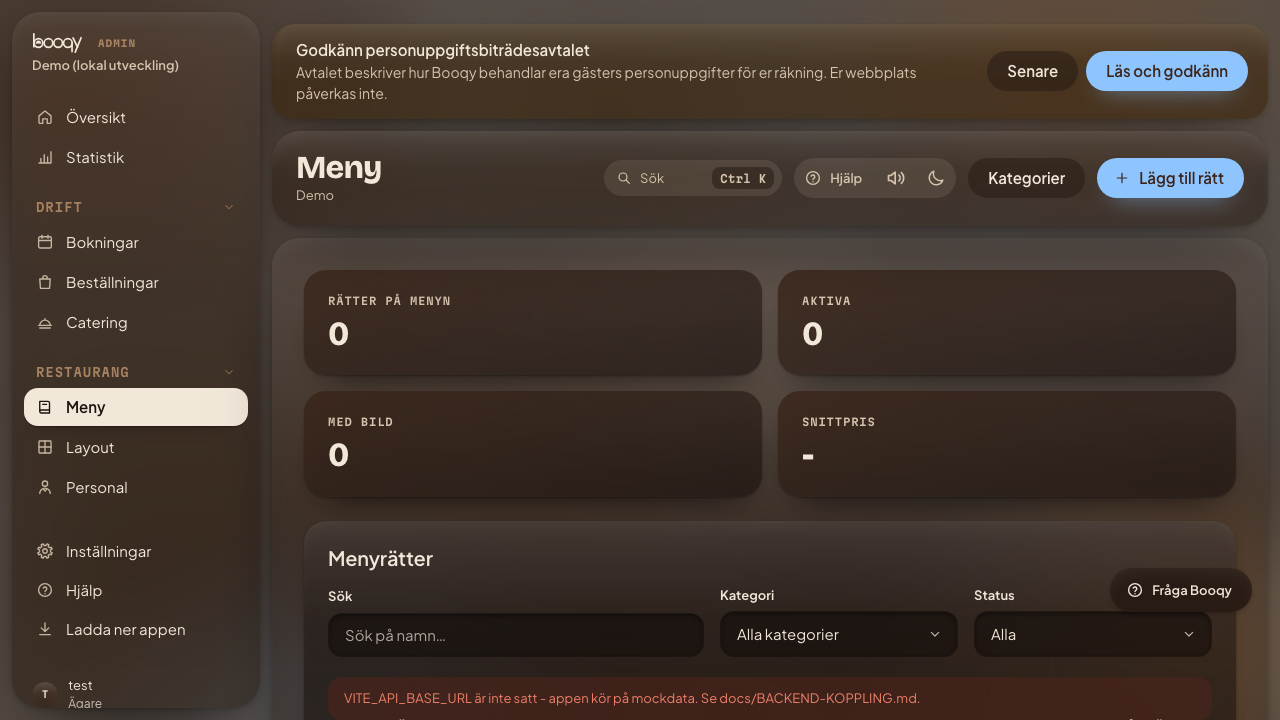 booqy ADMIN
Demo (lokal utveckling)
Översikt
Statistik
DRIFT
Bokningar
Beställningar
Catering
RESTAURANG
Meny
Layout
Personal
Inställningar
Hjälp
Ladda ner appen
T
test
Ägare
Godkänn personuppgiftsbiträdesavtalet
Avtalet beskriver hur Booqy behandlar era gästers personuppgifter för er räkning. Er webbplats
påverkas inte.
Senare
Läs och godkänn
Meny
Demo
Sök Ctrl K
Hjälp
Kategorier
Lägg till rätt
RÄTTER PÅ MENYN
0
AKTIVA
0
MED BILD
0
SNITTPRIS
-
Menyrätter
Sök
Sök på namn…
Kategori
Alla kategorier
Status
Alla
Fråga Booqy
VITE_API_BASE_URL är inte satt - appen kör på mockdata. Se docs/BACKEND-KOPPLING.md.